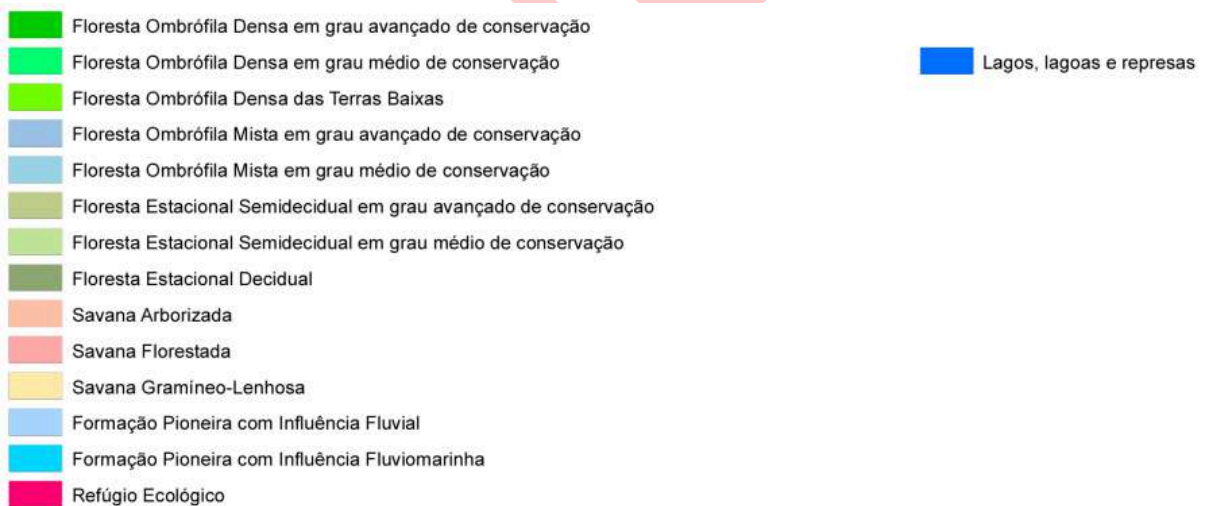 Floresta Ombrófila Densa em grau avançado de conservação
Floresta Ombrófila Densa em grau médio de conservação
Lagos, lagoas e represas
Floresta Ombrófila Densa das Terras Baixas
Floresta Ombrófila Mista em grau avançado de conservação
Floresta Ombrófila Mista em grau médio de conservação
Floresta Estacional Semidecidual em grau avançado de conservação
Floresta Estacional Semidecidual em grau médio de conservação
Floresta Estacional Decidual
Savana Arborizada
Savana Florestada
Savana Gramíneo-Lenhosa
Formação Pioneira com Influência Fluvial
Formação Pioneira com Influência Fluviomarinha
Refúgio Ecológico